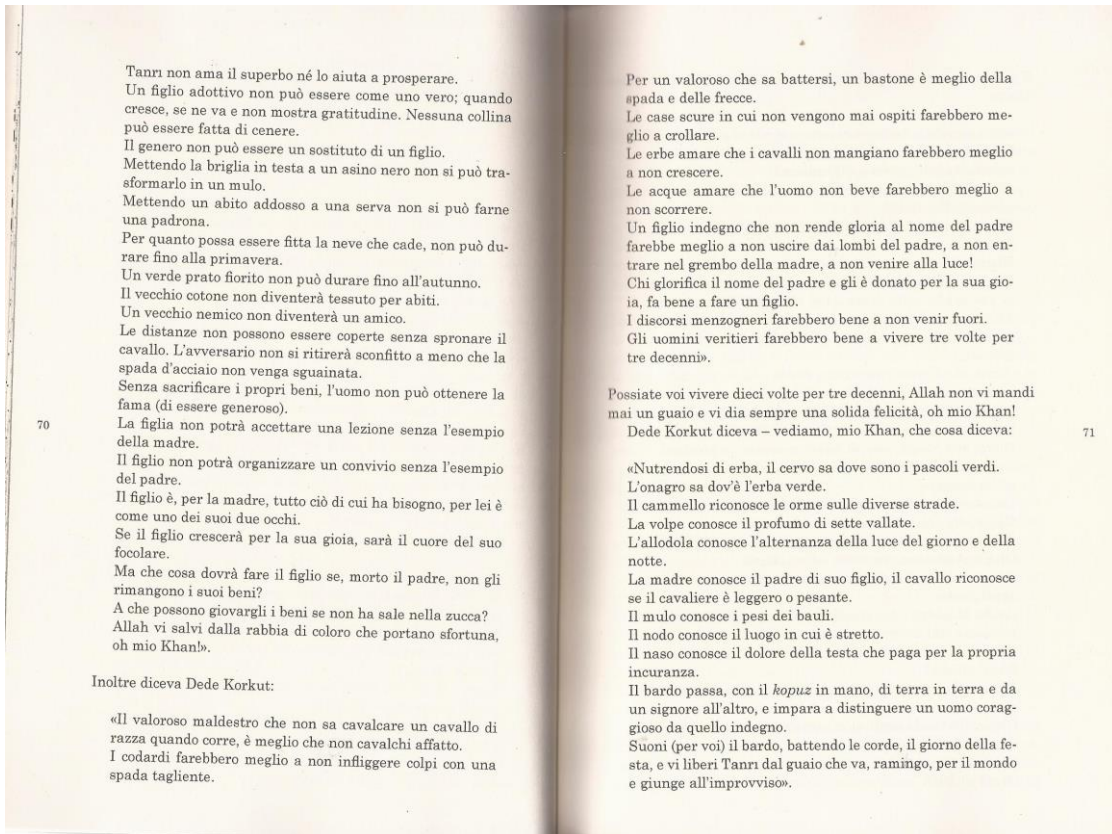 Tanrı non ama il superbo né lo aiuta a prosperare.
Un figlio adottivo non può essere come uno vero; quando
cresce, se ne va e non mostra gratitudine. Nessuna collina
può essere fatta di cenere.
Il genero non può essere un sostituto di un figlio.
Mettendo la briglia in testa a un asino nero non si può tra-
sformarlo in un mulo.
Mettendo un abito addosso a una serva non si può farne
una padrona.
Per quanto possa essere fitta la neve che cade, non può du-
rare fino alla primavera.
Un verde prato fiorito non può durare fino all'autunno.
Il vecchio cotone non diventerà tessuto per abiti.
Un vecchio nemico non diventerà un amico.
Le distanze non possono essere coperte senza spronare il
cavallo. L'avversario non si ritirerà sconfitto a meno che la
spada d'acciaio non venga sguainata.
Senza sacrificare i propri beni, l'uomo non può ottenere la
fama (di essere generoso).
La figlia non potrà accettare una lezione senza l'esempio
della madre.
Il figlio non potrà organizzare un convivio senza l'esempio
del padre.
Il figlio è, per la madre, tutto ciò di cui ha bisogno, per lei è
come uno dei suoi due occhi.
Se il figlio crescerà per la sua gioia, sarà il cuore del suo
focolare.
Ma che cosa dovrà fare il figlio se, morto il padre, non gli
rimangono i suoi beni?
A che possono giovargli i beni se non ha sale nella zucca?
Allah vi salvi dalla rabbia di coloro che portano sfortuna,
oh mio Khan!».
Inoltre diceva Dede Korkut:
«Il valoroso maldestro che non sa cavalcare un cavallo di
razza quando corre, è meglio che non cavalchi affatto.
I codardi farebbero meglio a non infliggere colpi con una
spada tagliente.
70
Per un valoroso che sa battersi, un bastone è meglio della
spada e delle frecce.
Le case scure in cui non vengono mai ospiti farebbero me-
glio a crollare.
Le erbe amare che i cavalli non mangiano farebbero meglio
a non crescere.
Le acque amare che l'uomo non beve farebbero meglio a
non scorrere.
Un figlio indegno che non rende gloria al nome del padre
farebbe meglio a non uscire dai lombi del padre, a non en-
trare nel grembo della madre, a non venire alla luce!
Chi glorifica il nome del padre e gli è donato per la sua gio-
ia, fa bene a fare un figlio.
I discorsi menzogneri farebbero bene a non venir fuori.
Gli uomini veritieri farebbero bene a vivere tre volte per
tre decenni».
Possiate voi vivere dieci volte per tre decenni, Allah non vi mandi
mai un guaio e vi dia sempre una solida felicità, oh mio Khan!
Dede Korkut diceva – vediamo, mio Khan, che cosa diceva:
«Nutrendosi di erba, il cervo sa dove sono i pascoli verdi.
L'onagro sa dov'è l'erba verde.
Il cammello riconosce le orme sulle diverse strade.
La volpe conosce il profumo di sette vallate.
L'allodola conosce l'alternanza della luce del giorno e della
notte.
La madre conosce il padre di suo figlio, il cavallo riconosce
se il cavaliere è leggero o pesante.
Il mulo conosce i pesi dei bauli.
Il nodo conosce il luogo in cui è stretto.
Il naso conosce il dolore della testa che paga per la propria
incuranza.
Il bardo passa, con il kopuz in mano, di terra in terra e da
un signore all'altro, e impara a distinguere un uomo corag-
gioso da quello indegno.
Suoni (per voi) il bardo, battendo le corde, il giorno della fe-
sta, e vi liberi Tanrı dal guaio che va, ramingo, per il mondo
e giunge all'improvviso».
71